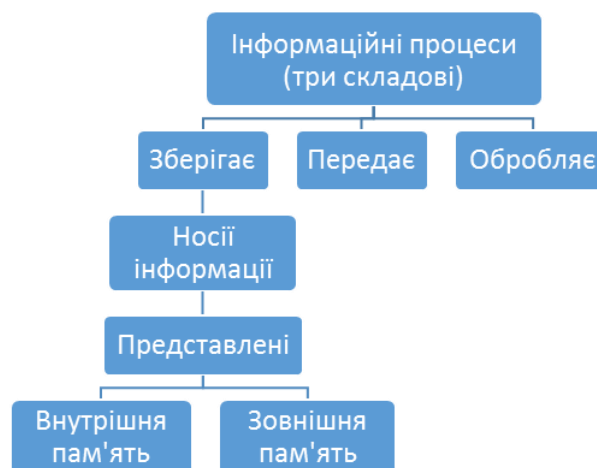 Інформаційні процеси
(три складові)
Зберігає
Передає
Обробляє
Носії
інформації
Представлені
Внутрішня
пам'ять
Зовнішня
пам'ять